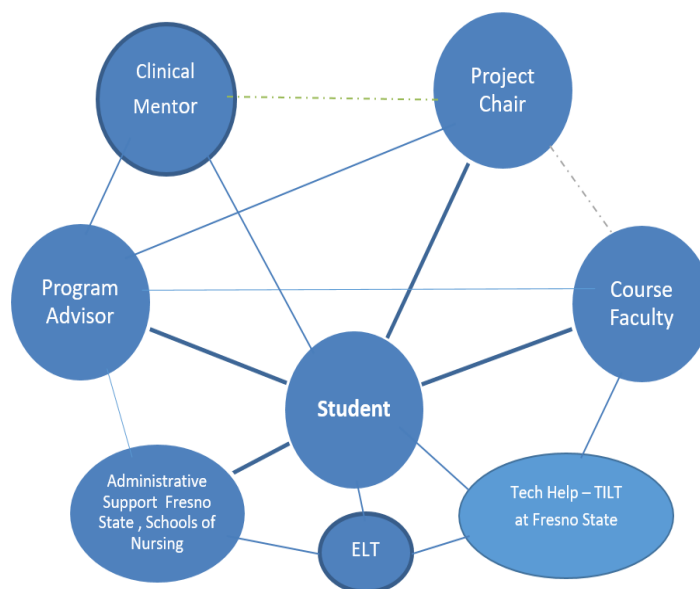 Clinical
Mentor
Project
Chair
Program
Advisor
Course
Faculty
Student
Administrative
Support Fresno
State , Schools of
Nursing
Tech Help – TILT
at Fresno State
ELT